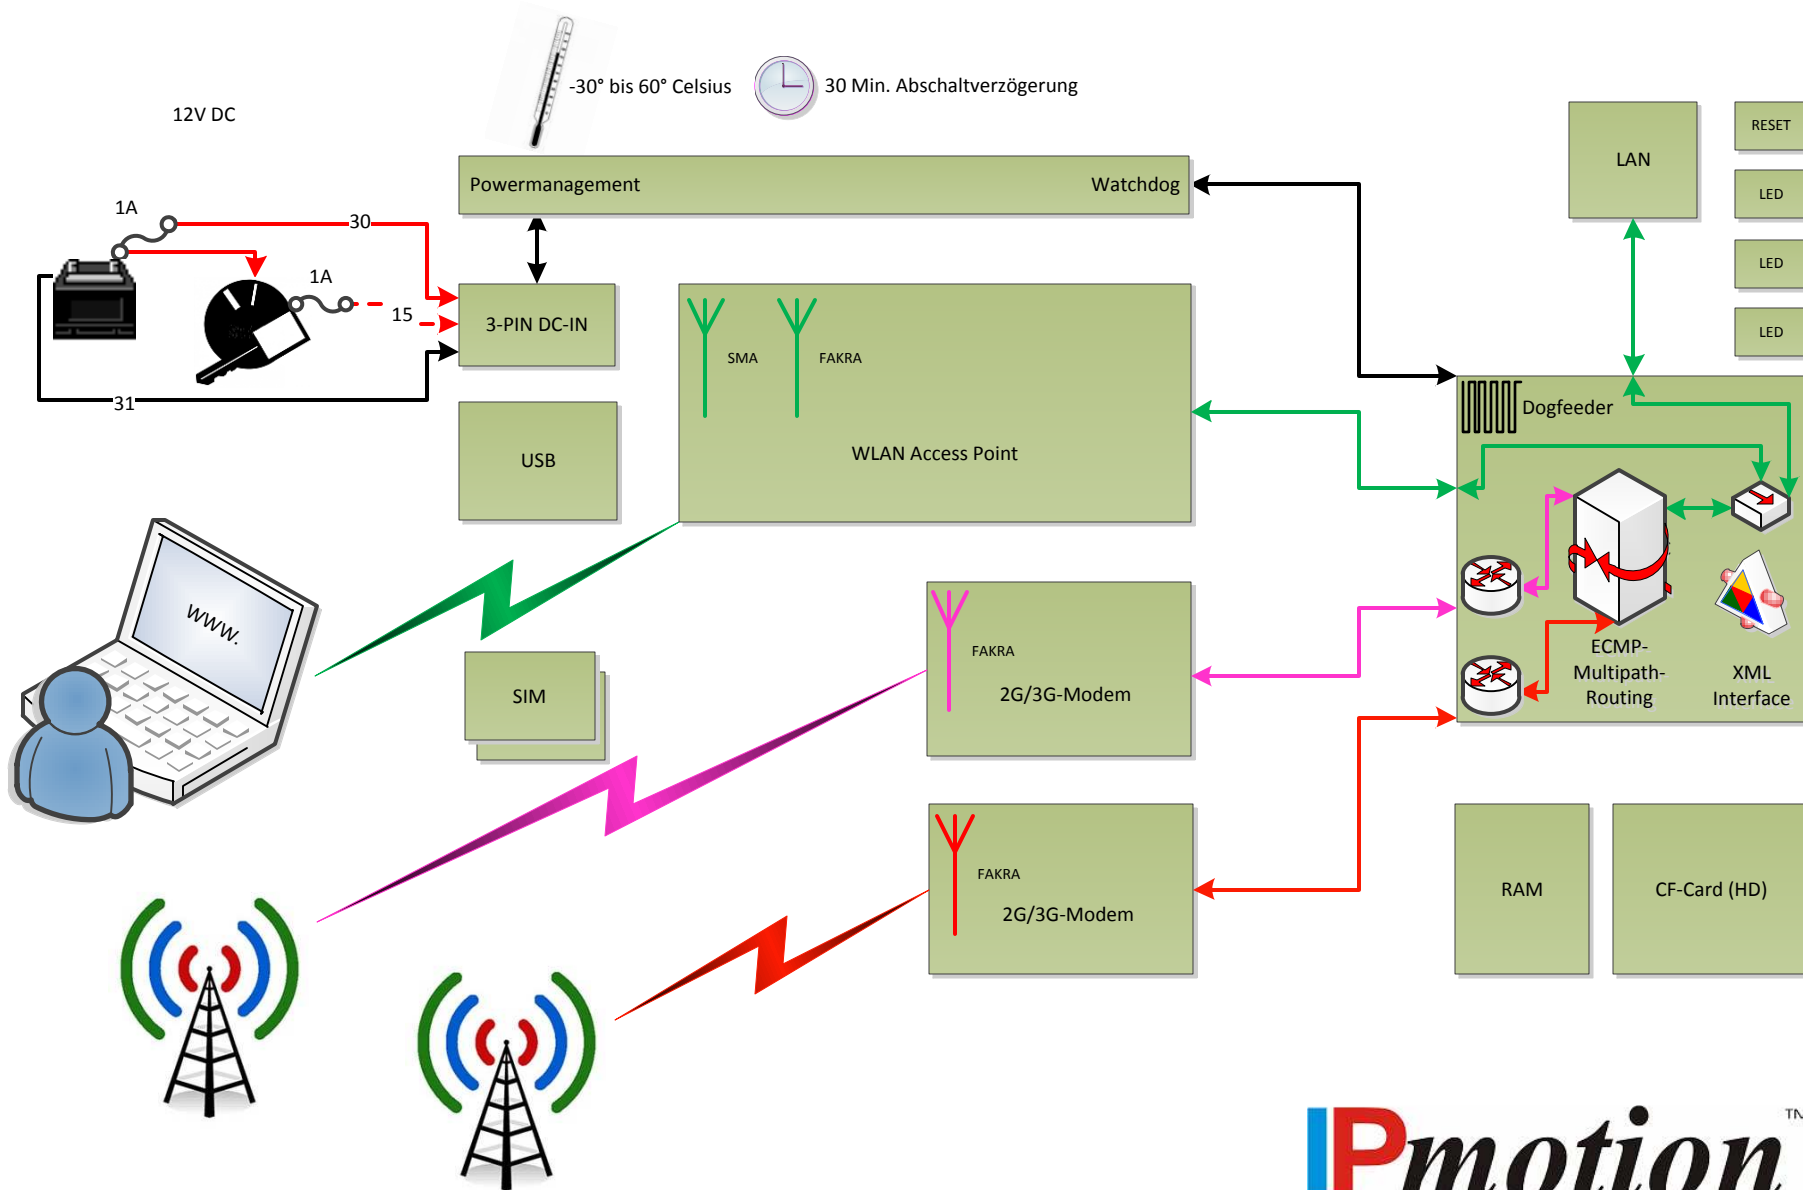 -30° bis 60° Celsius
30 Min. Abschaltverzögerung
12V DC
Powermanagement
Watchdog
LAN
RESET
LED
LED
LED
1A
30
1A
15
31
3-PIN DC-IN
SMA
FAKRA
WLAN Access Point
USB
Dogfeeder
www.
SIM
FAKRA
2G/3G-Modem
ECMP-
Multipath-
Routing
XML
Interface
FAKRA
2G/3G-Modem
RAM
CF-Card (HD)
IPmotion